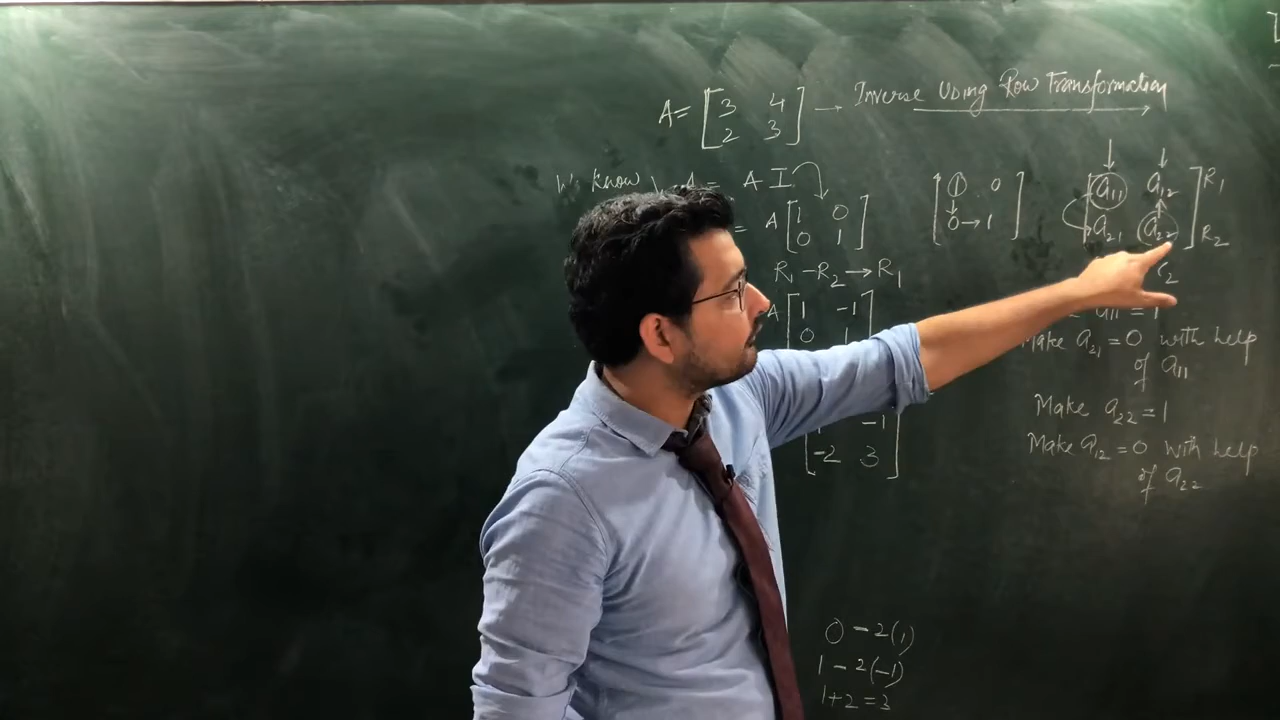 A = [3 4
2 3] → Inverse Using Row Transformation
We know, A = A I
= A [1 0
0 1]
R1 - R2 → R1
A [1 -1
0 1
-1
-2 3]
0 - 2(1)
1 - 2(-1)
1+2 = 3
[1 0
0 → 1]
[a11 a12] R1
a21 a22] R2
C2
a11 = 1
Make a21 = 0 with help
of a11
Make a22 = 1
Make a12 = 0 with help
of a22